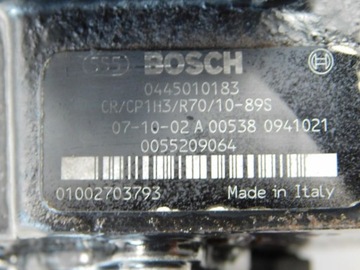 BOSCH
0445010183
CR/CP1H3/R70/10-89S
07-10-02 A 00538 0941021
0055209064
01002703793 Made in Italy